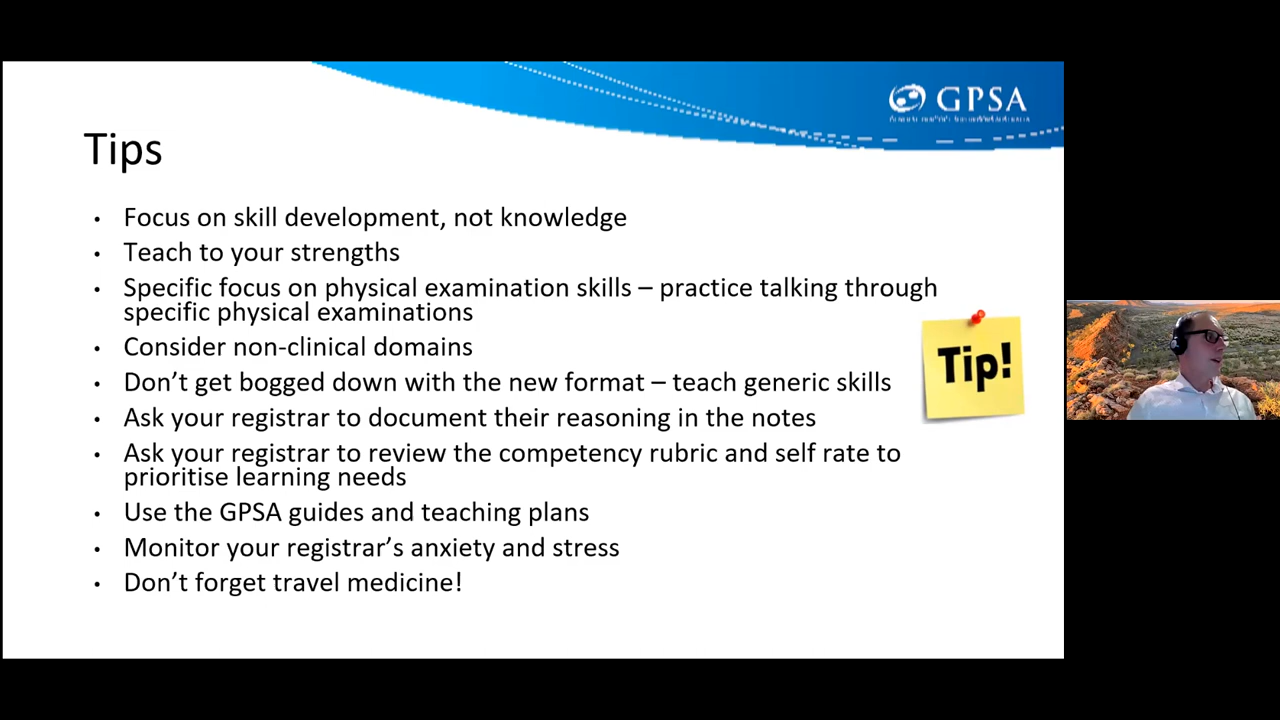 GPSA
Tips
• Focus on skill development, not knowledge
• Teach to your strengths
• Specific focus on physical examination skills – practice talking through
specific physical examinations
• Consider non-clinical domains
• Don’t get bogged down with the new format – teach generic skills
• Ask your registrar to document their reasoning in the notes
• Ask your registrar to review the competency rubric and self rate to
prioritise learning needs
• Use the GPSA guides and teaching plans
• Monitor your registrar’s anxiety and stress
• Don’t forget travel medicine!
Tip!